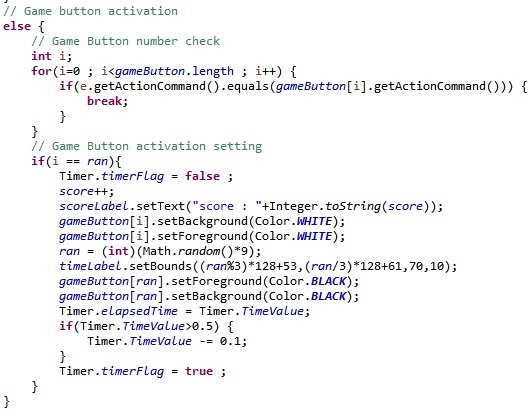 // Game button activation
else {
// Game Button number check
int i;
for(i=0 ; i<gameButton.length ; i++) {
if(e.getActionCommand().equals(gameButton[i].getActionCommand())) {
break;
}
}
// Game Button activation setting
if(i == ran){
Timer.timerFlag = false ;
score++;
scoreLabel.setText("score : "+Integer.toString(score));
gameButton[i].setBackground(Color.WHITE);
gameButton[i].setForeground(Color.WHITE);
ran = (int)(Math.random()*9);
timeLabel.setBounds((ran%3)*128+53,(ran/3)*128+61,70,10);
gameButton[ran].setForeground(Color.BLACK);
gameButton[ran].setBackground(Color.BLACK);
Timer.elapsedTime = Timer.TimeValue;
if(Timer.TimeValue>0.5) {
Timer.TimeValue -= 0.1;
}
Timer.timerFlag = true ;
}
}